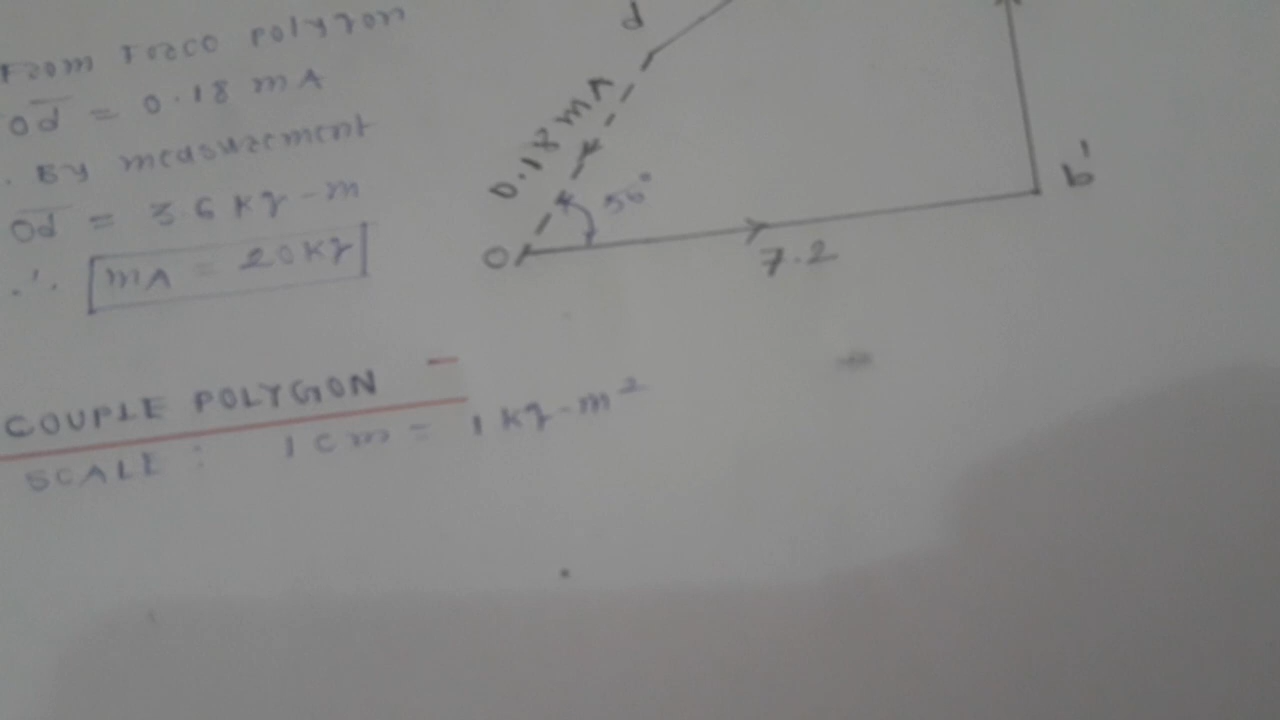 From Force polygon
od = 0.18 mA
. By measurement
od = 3.6 kg-m
∴ mA = 20 kg
d
0.18 mA
55°
b'
O
7.2
COUPLE POLYGON -
SCALE : 1 cm = 1 kg-m²